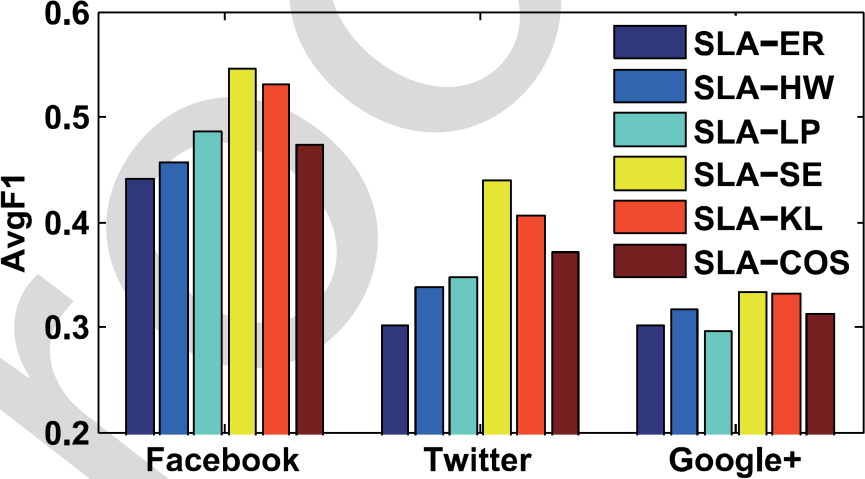 0.6
0.5
0.4
0.3
0.2
AvgF1
SLA-ER
SLA-HW
SLA-LP
SLA-SE
SLA-KL
SLA-COS
Facebook Twitter Google+